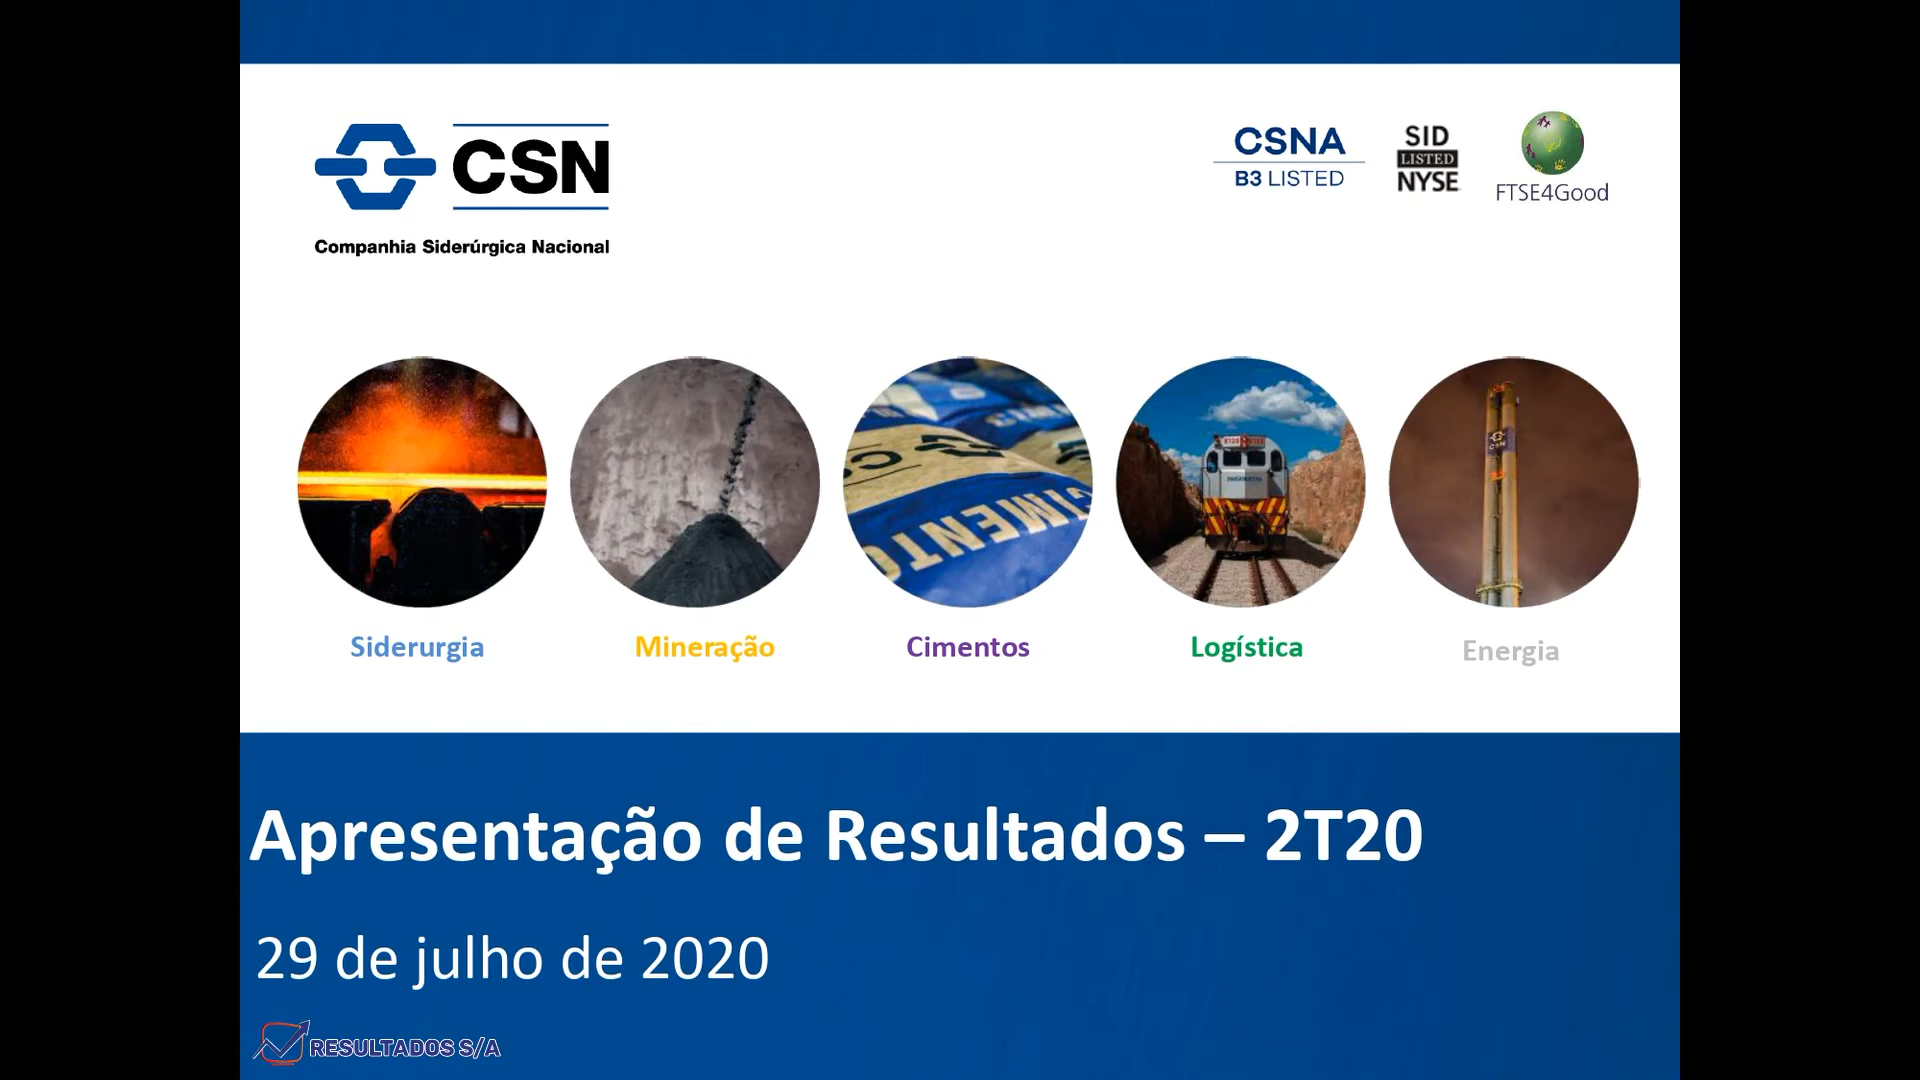 CSN
Companhia Siderúrgica Nacional
CSNA
B3 LISTED
SID
LISTED
NYSE
FTSE4Good
CIMENTO
Siderurgia
Mineração
Cimentos
Logística
Energia
Apresentação de Resultados – 2T20
29 de julho de 2020
RESULTADOS S/A